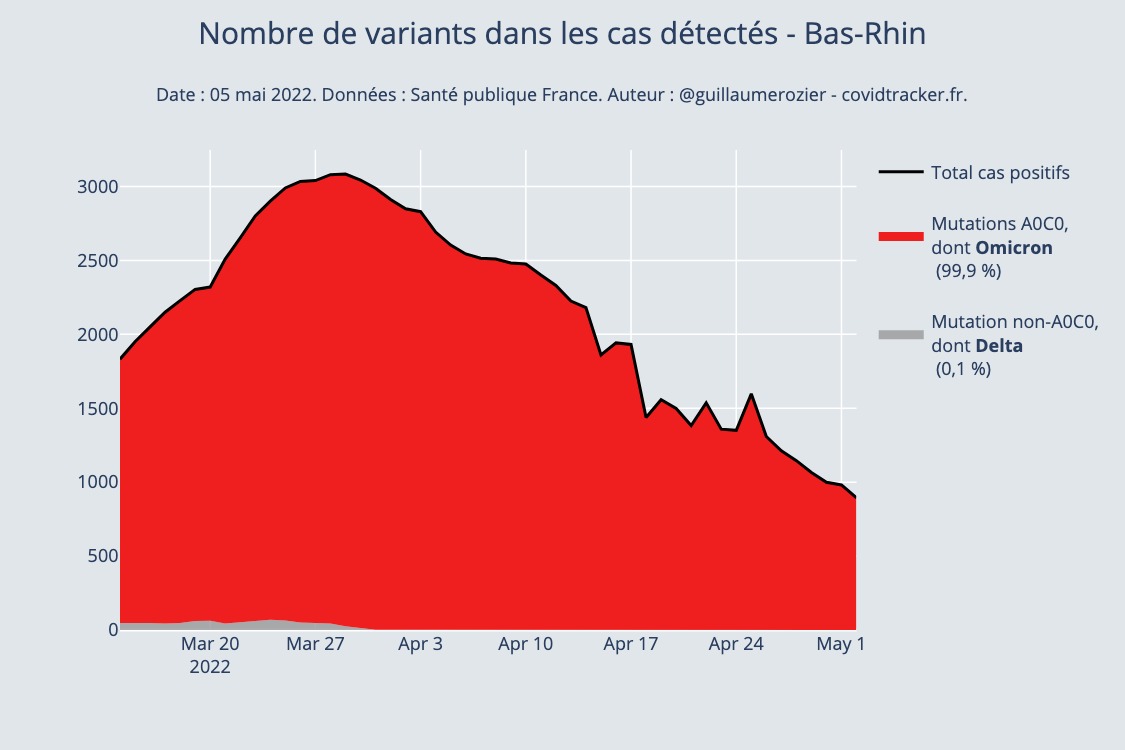 Nombre de variants dans les cas détectés - Bas-Rhin
Date : 05 mai 2022. Données : Santé publique France. Auteur : @guillaumerozier - covidtracker.fr.
Total cas positifs
Mutations A0C0,
dont Omicron
(99,9 %)
Mutation non-A0C0,
dont Delta
(0,1 %)
3000
2500
2000
1500
1000
500
0
Mar 20
2022
Mar 27
Apr 3
Apr 10
Apr 17
Apr 24
May 1